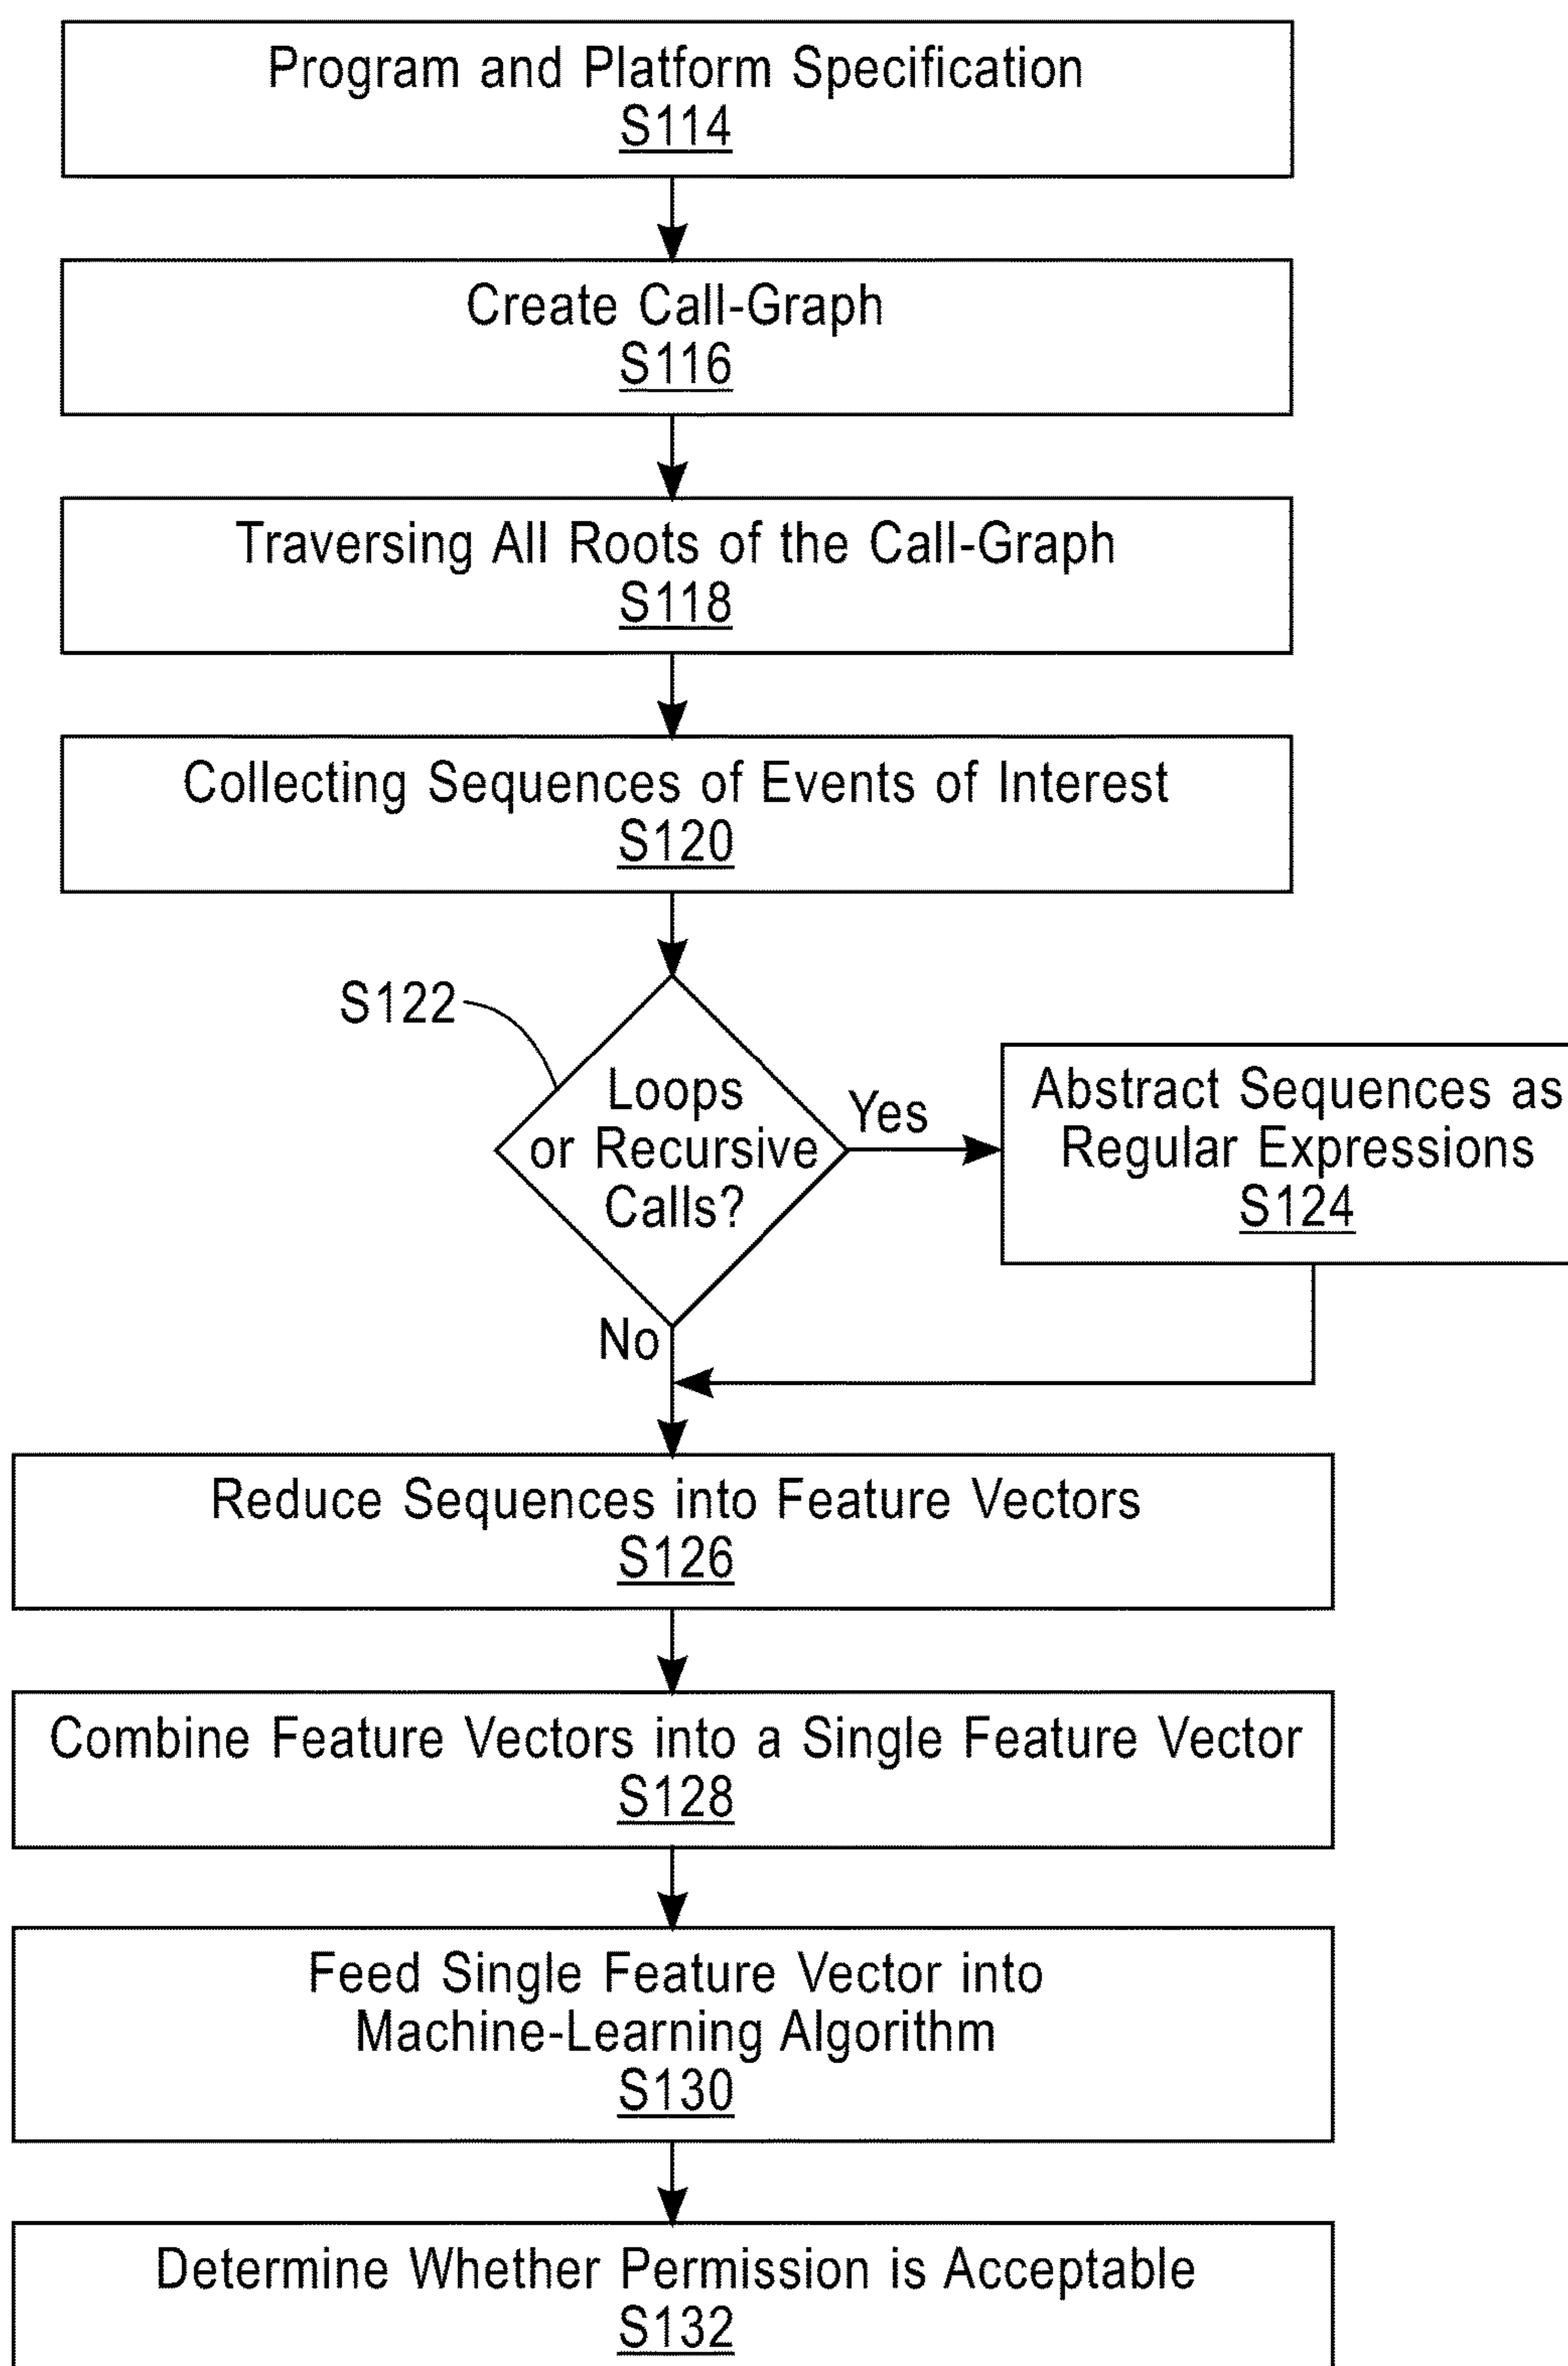 Program and Platform Specification
S114
Create Call-Graph
S116
Traversing All Roots of the Call-Graph
S118
Collecting Sequences of Events of Interest
S120
S122
Loops
or Recursive
Calls?
Yes
Abstract Sequences as
Regular Expressions
S124
No
Reduce Sequences into Feature Vectors
S126
Combine Feature Vectors into a Single Feature Vector
S128
Feed Single Feature Vector into
Machine-Learning Algorithm
S130
Determine Whether Permission is Acceptable
S132